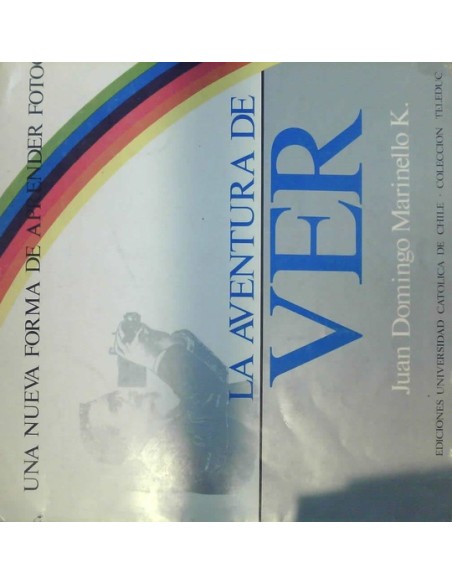 UNA NUEVA FORMA DE APRENDER
LA AVENTURA DE
VER
Juan Domingo Marinello K.
EDICIONES UNIVERSIDAD CATOLICA DE CHILE - COLECCION TELEDUC